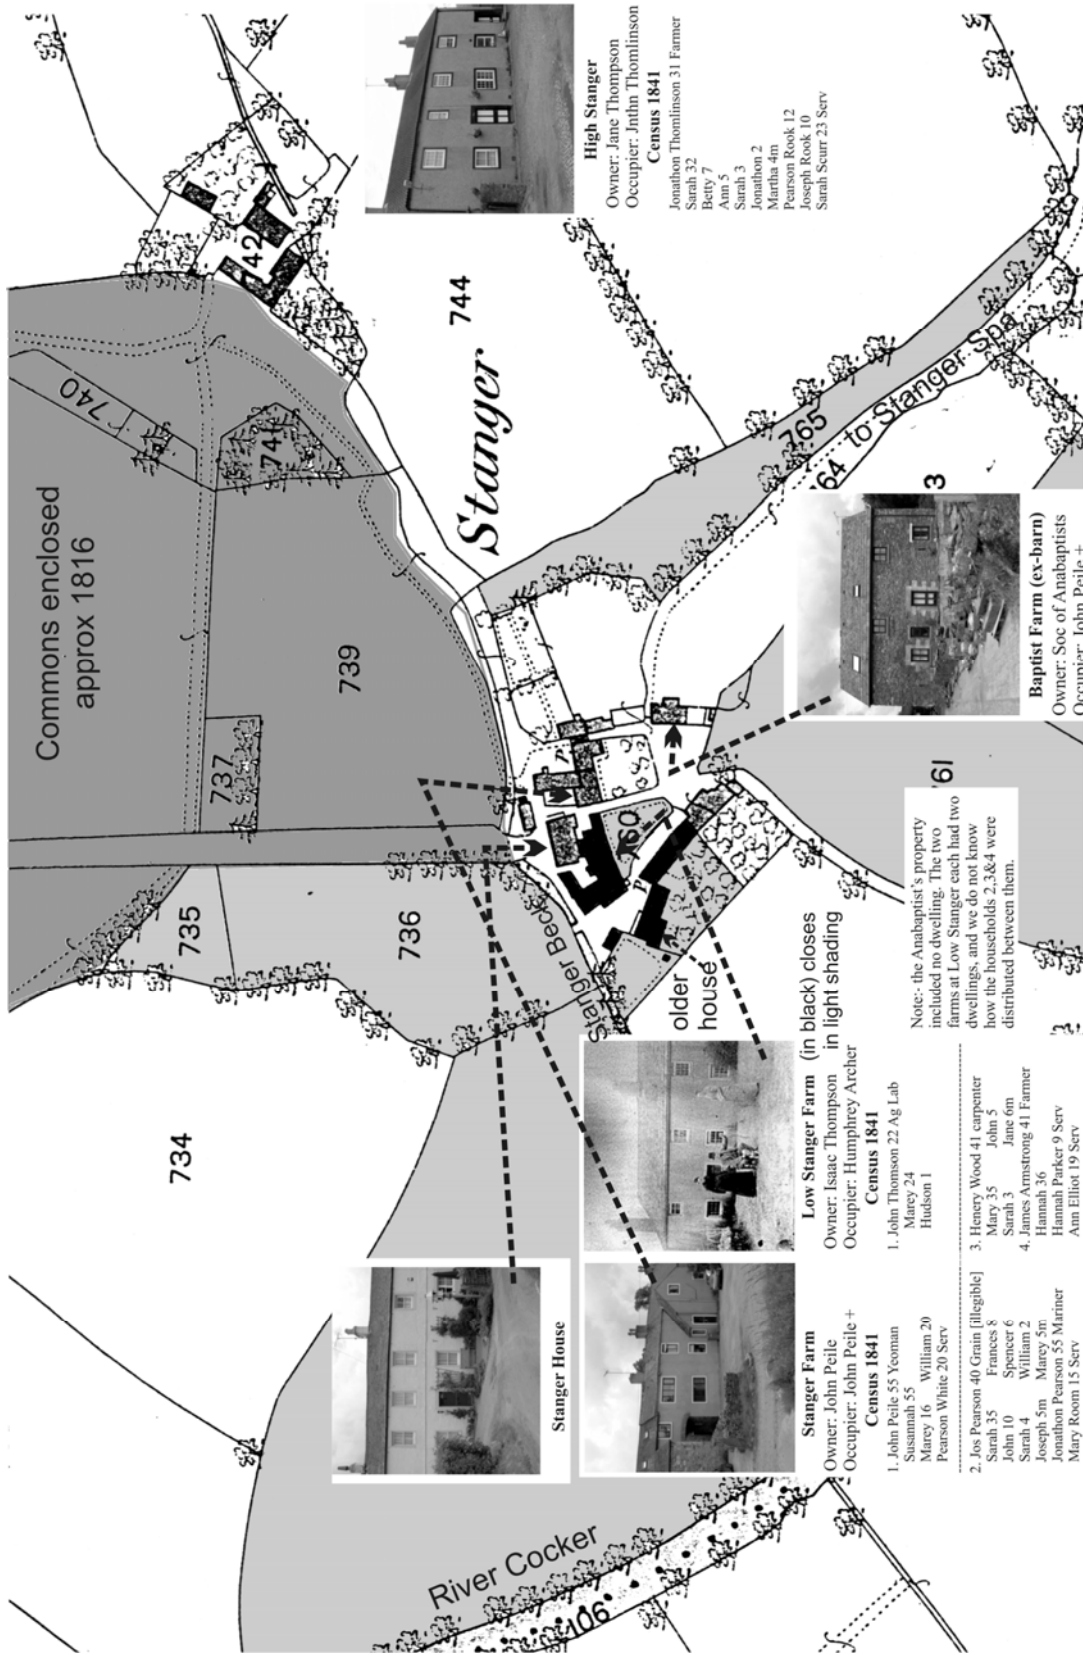 Commons enclosed
approx 1816
740
741
42
737
739
744
Stanger
735
736
734
Stanger Beck
765
764 to Stanger Spa
3
760
761
P
P
older
house
River Cocker
106
High Stanger
Owner: Jane Thompson
Occupier: Jnthn Thomlinson
Census 1841
Jonathon Thomlinson 31 Farmer
Sarah 32
Betty 7
Ann 5
Sarah 3
Jonathon 2
Martha 4m
Pearson Rook 12
Joseph Rook 10
Sarah Scurr 23 Serv
Baptist Farm (ex-barn)
Owner: Soc of Anabaptists
Occupier: John Peile +
Note:- the Anabaptist's property
included no dwelling. The two
farms at Low Stanger each had two
dwellings, and we do not know
how the households 2,3&4 were
distributed between them.
Stanger House
Low Stanger Farm (in black) closes
in light shading
Owner: Isaac Thompson
Occupier: Humphrey Archer
Census 1841
1. John Thomson 22 Ag Lab
Marey 24
Hudson 1
3. Henery Wood 41 carpenter
Mary 35 John 5
Sarah 3 Jane 6m
4. James Armstrong 41 Farmer
Hannah 36
Hannah Parker 9 Serv
Ann Elliot 19 Serv
Stanger Farm
Owner: John Peile
Occupier: John Peile +
Census 1841
1. John Peile 55 Yeoman
Susannah 55
Marey 16 William 20
Pearson White 20 Serv
2. Jos Pearson 40 Grain [illegible]
Sarah 35 Frances 8
John 10 Spencer 6
Sarah 4 William 2
Joseph 5m Marey 5m
Jonathon Pearson 55 Mariner
Mary Room 15 Serv